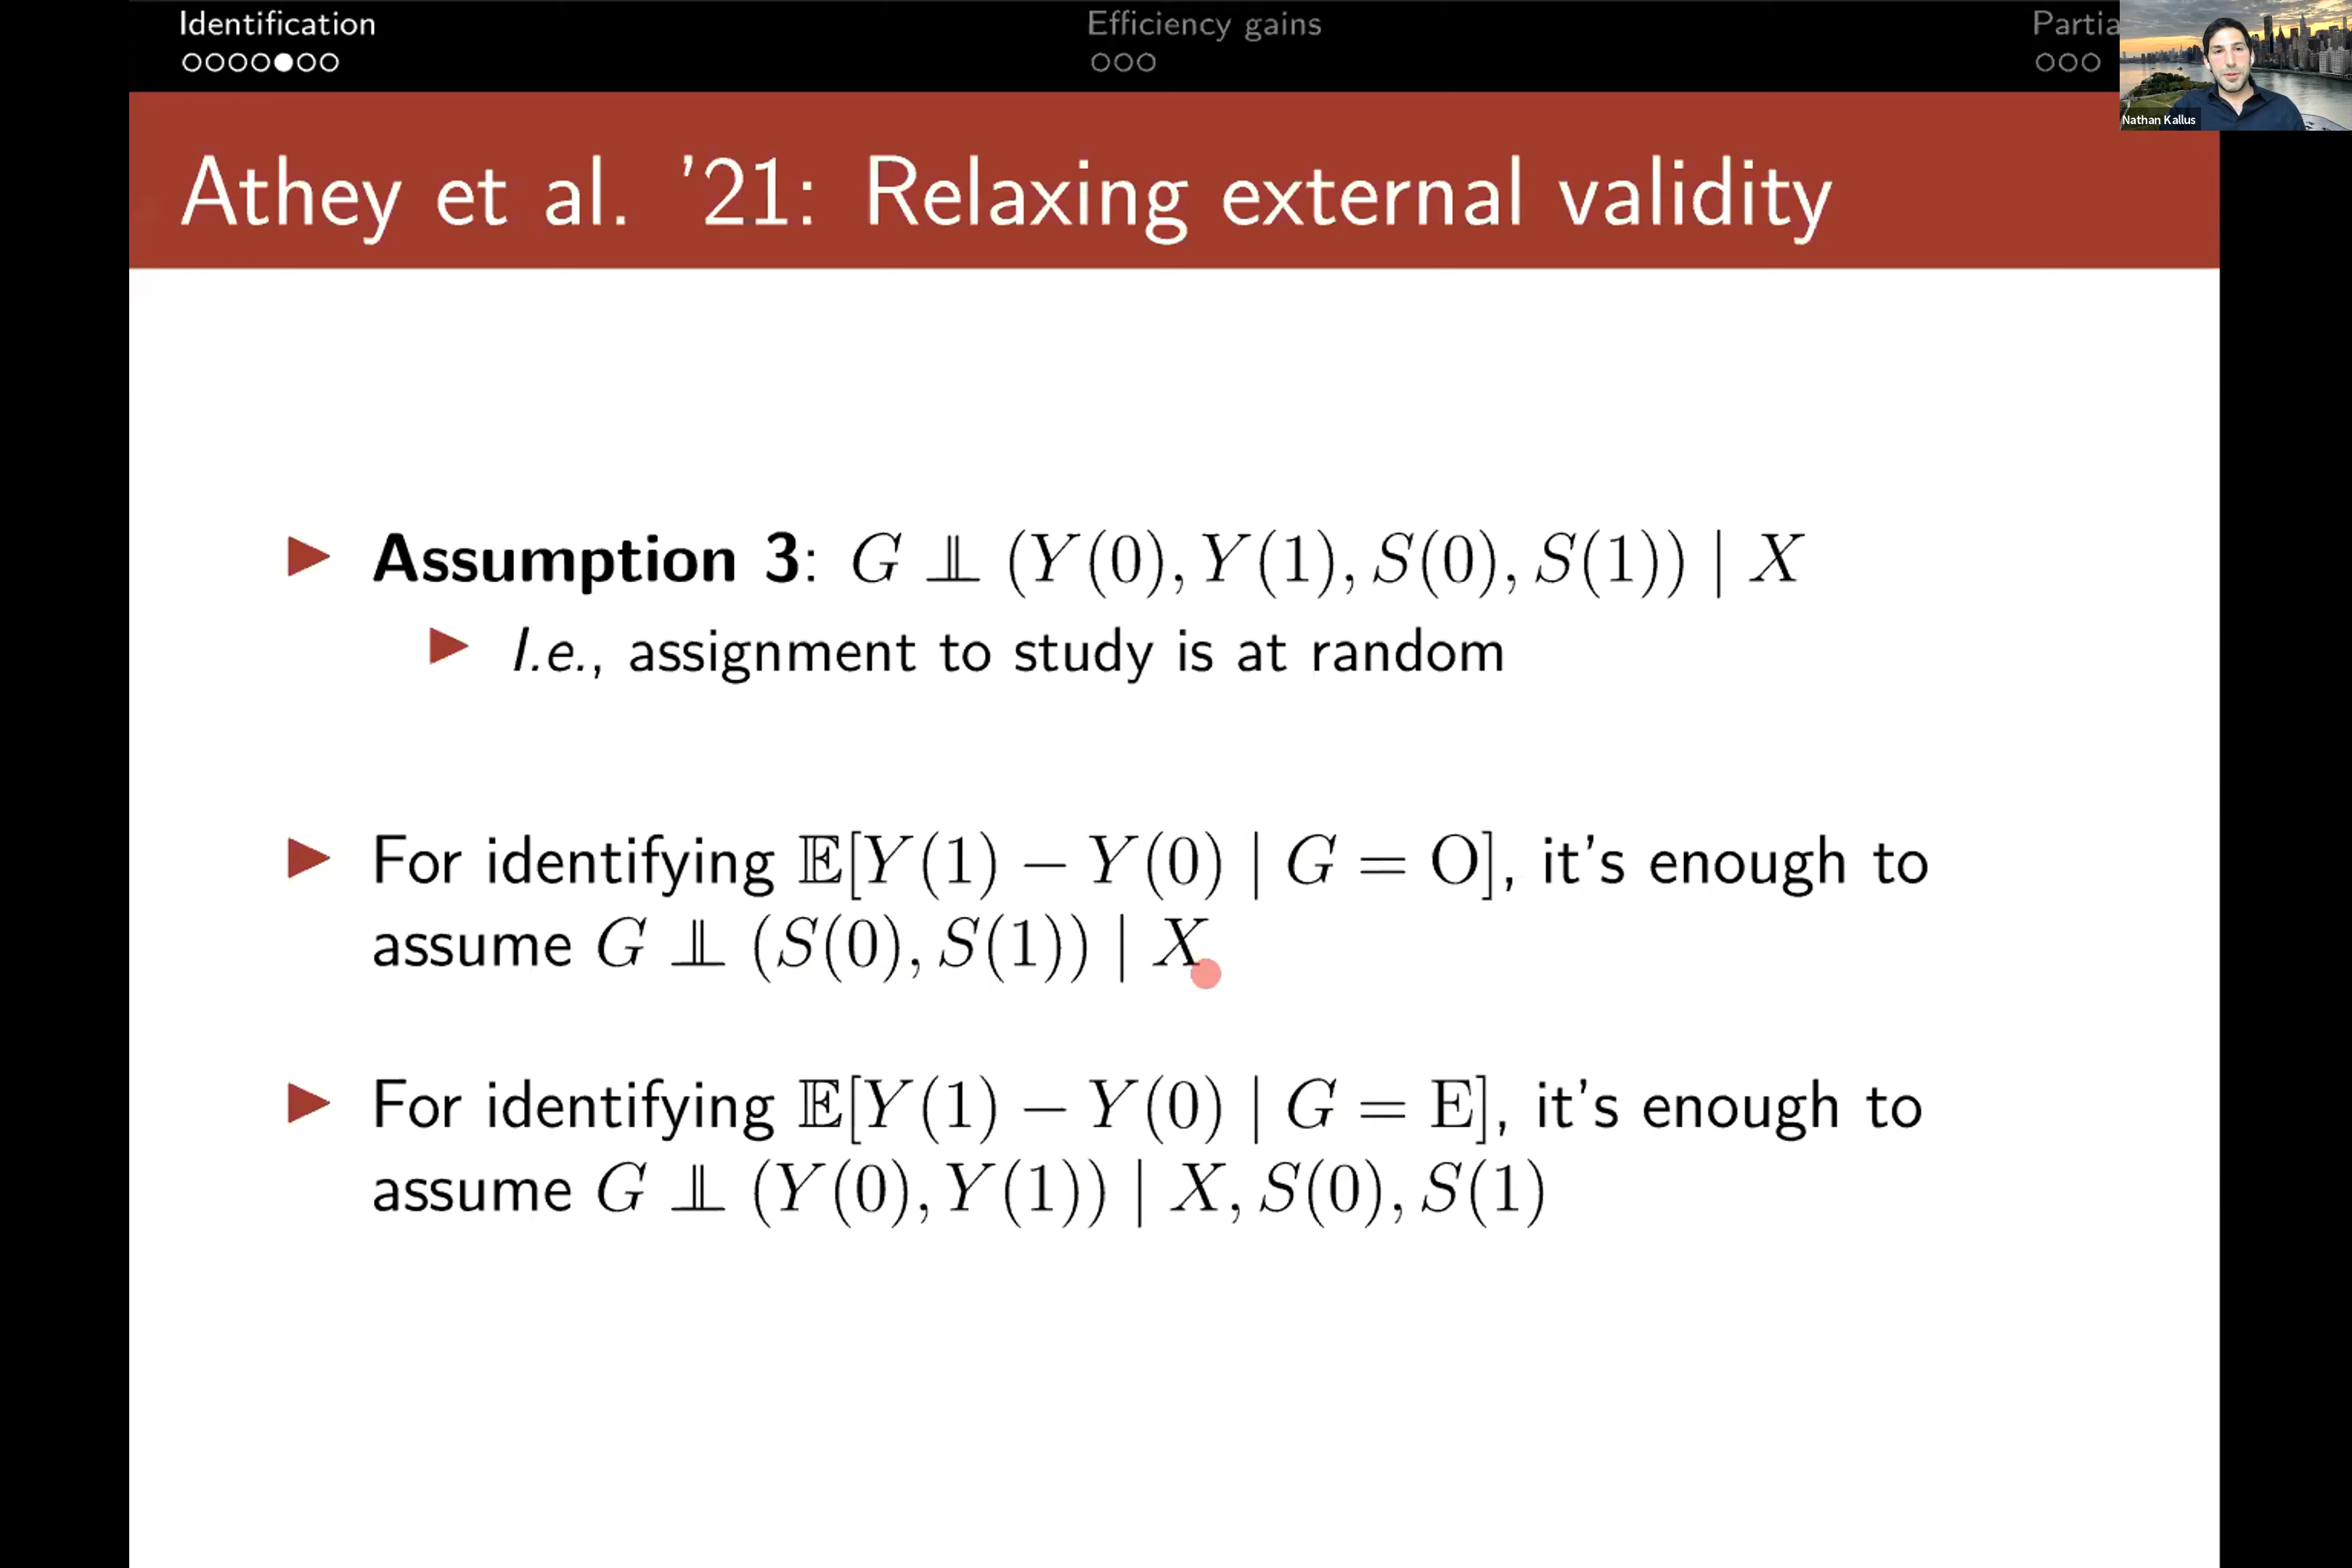 Identification
Efficiency gains
Partia
Nathan Kallus
Athey et al. ’21: Relaxing external validity
Assumption 3: G ⫫ (Y(0), Y(1), S(0), S(1)) | X
I.e., assignment to study is at random
For identifying 𝔼[Y(1) − Y(0) | G = O], it’s enough to
assume G ⫫ (S(0), S(1)) | X
For identifying 𝔼[Y(1) − Y(0) | G = E], it’s enough to
assume G ⫫ (Y(0), Y(1)) | X, S(0), S(1)